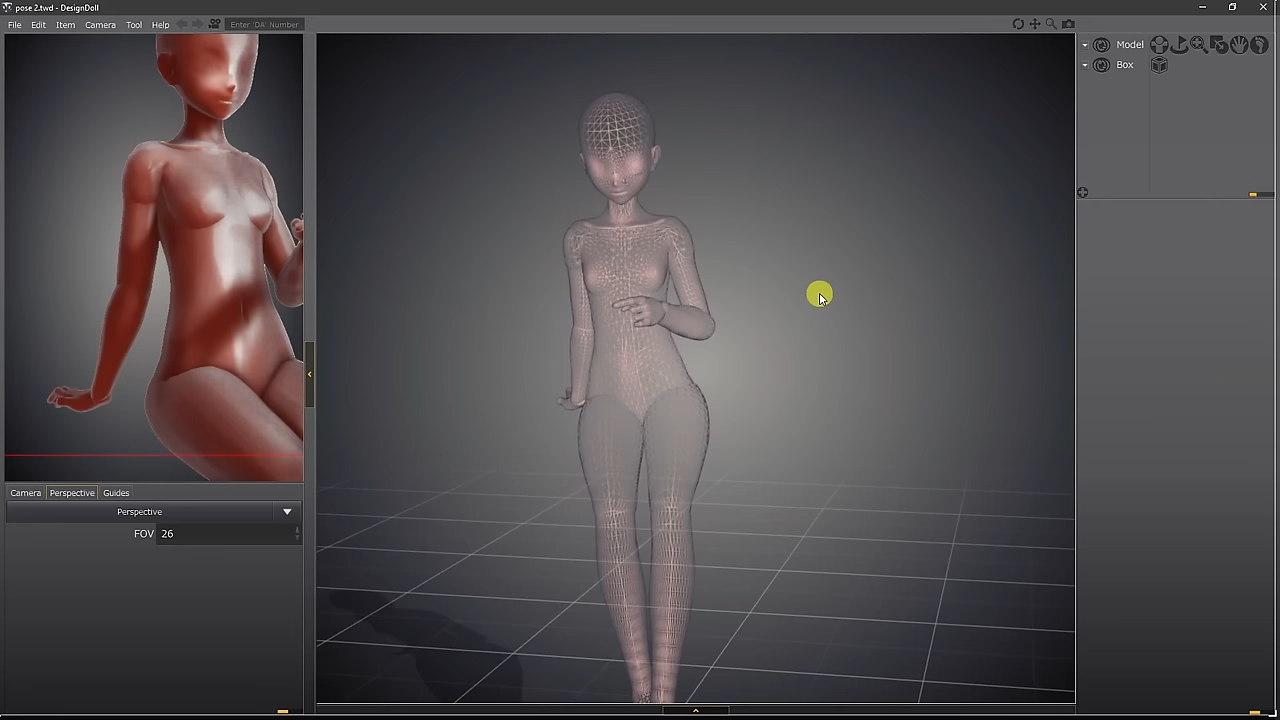 pose 2.twd - DesignDoll
File Edit Item Camera Tool Help Enter 'DA' Number
Model
Box
Camera Perspective Guides
Perspective
FOV 26